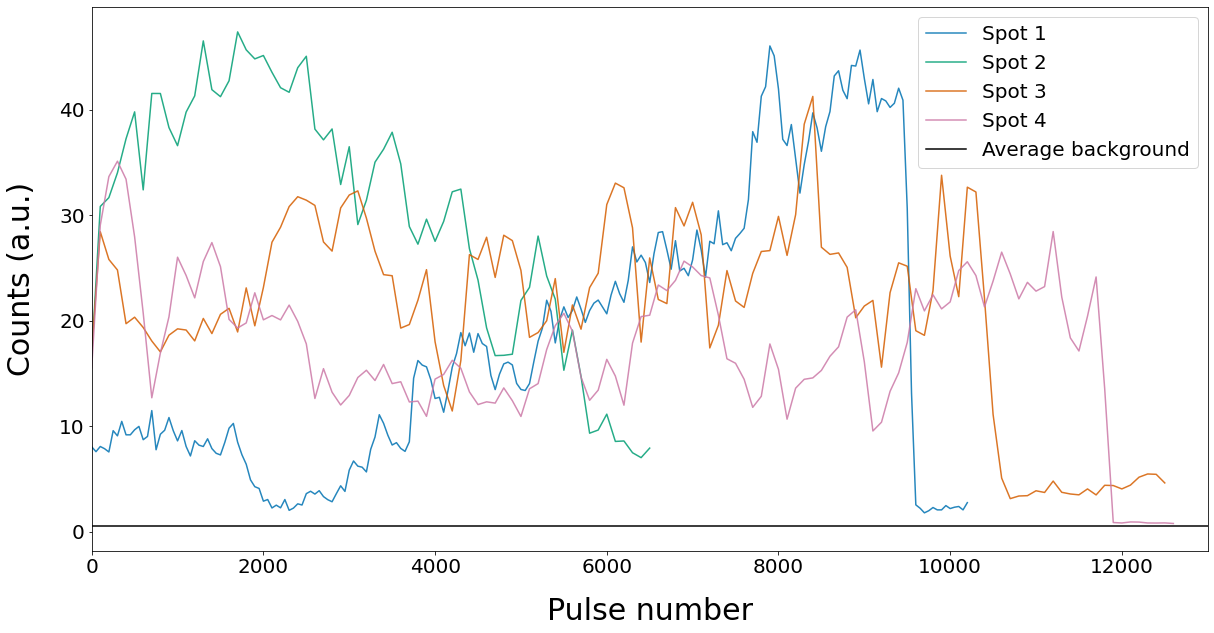 Counts (a.u.)
40
30
20
10
0
0 2000 4000 6000 8000 10000 12000
Pulse number
Spot 1
Spot 2
Spot 3
Spot 4
Average background